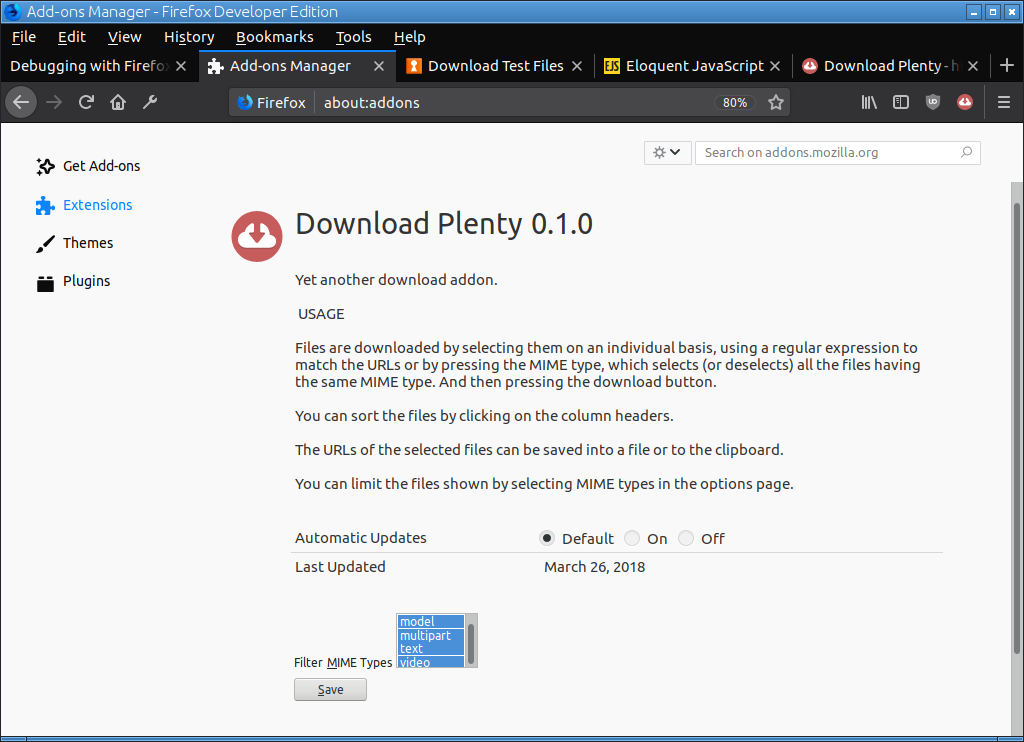 Add-ons Manager - Firefox Developer Edition
File Edit View History Bookmarks Tools Help
Debugging with Firefo Add-ons Manager Download Test Files EJS Eloquent JavaScript Download Plenty - h
Firefox about:addons 80%
Search on addons.mozilla.org
Get Add-ons
Extensions
Themes
Plugins
Download Plenty 0.1.0
Yet another download addon.
USAGE
Files are downloaded by selecting them on an individual basis, using a regular expression to
match the URLs or by pressing the MIME type, which selects (or deselects) all the files having
the same MIME type. And then pressing the download button.
You can sort the files by clicking on the column headers.
The URLs of the selected files can be saved into a file or to the clipboard.
You can limit the files shown by selecting MIME types in the options page.
Automatic Updates Default On Off
Last Updated March 26, 2018
model
multipart
text
video
Filter MIME Types
Save